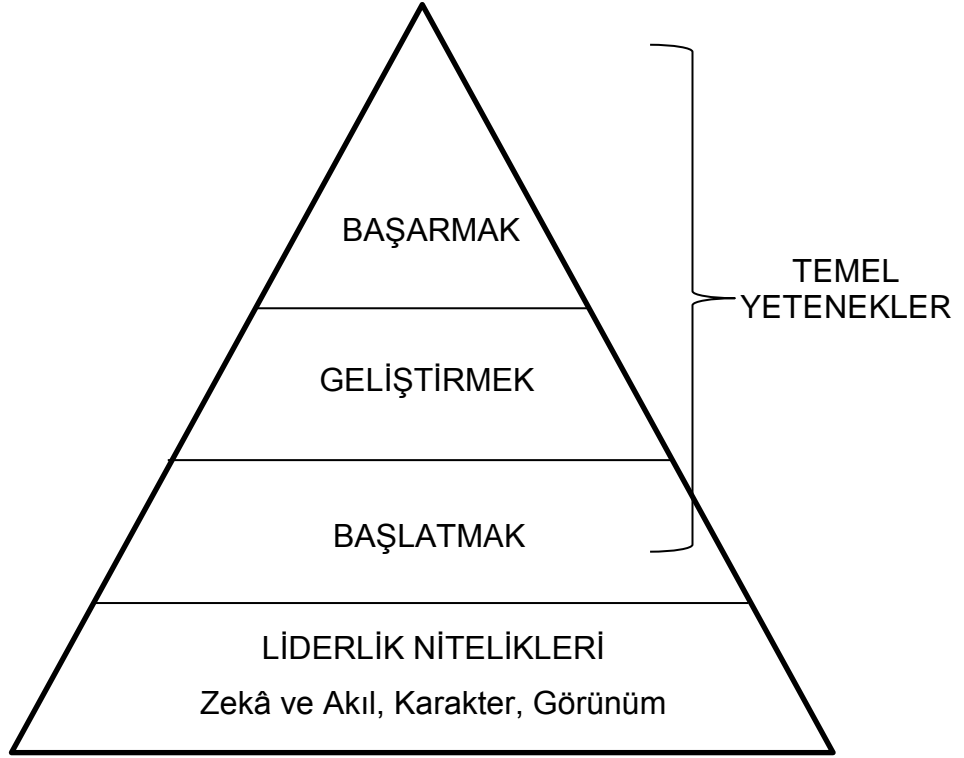 BAŞARMAK
GELİŞTİRMEK
BAŞLATMAK
LİDERLİK NİTELİKLERİ
Zekâ ve Akıl, Karakter, Görünüm
TEMEL
YETENEKLER